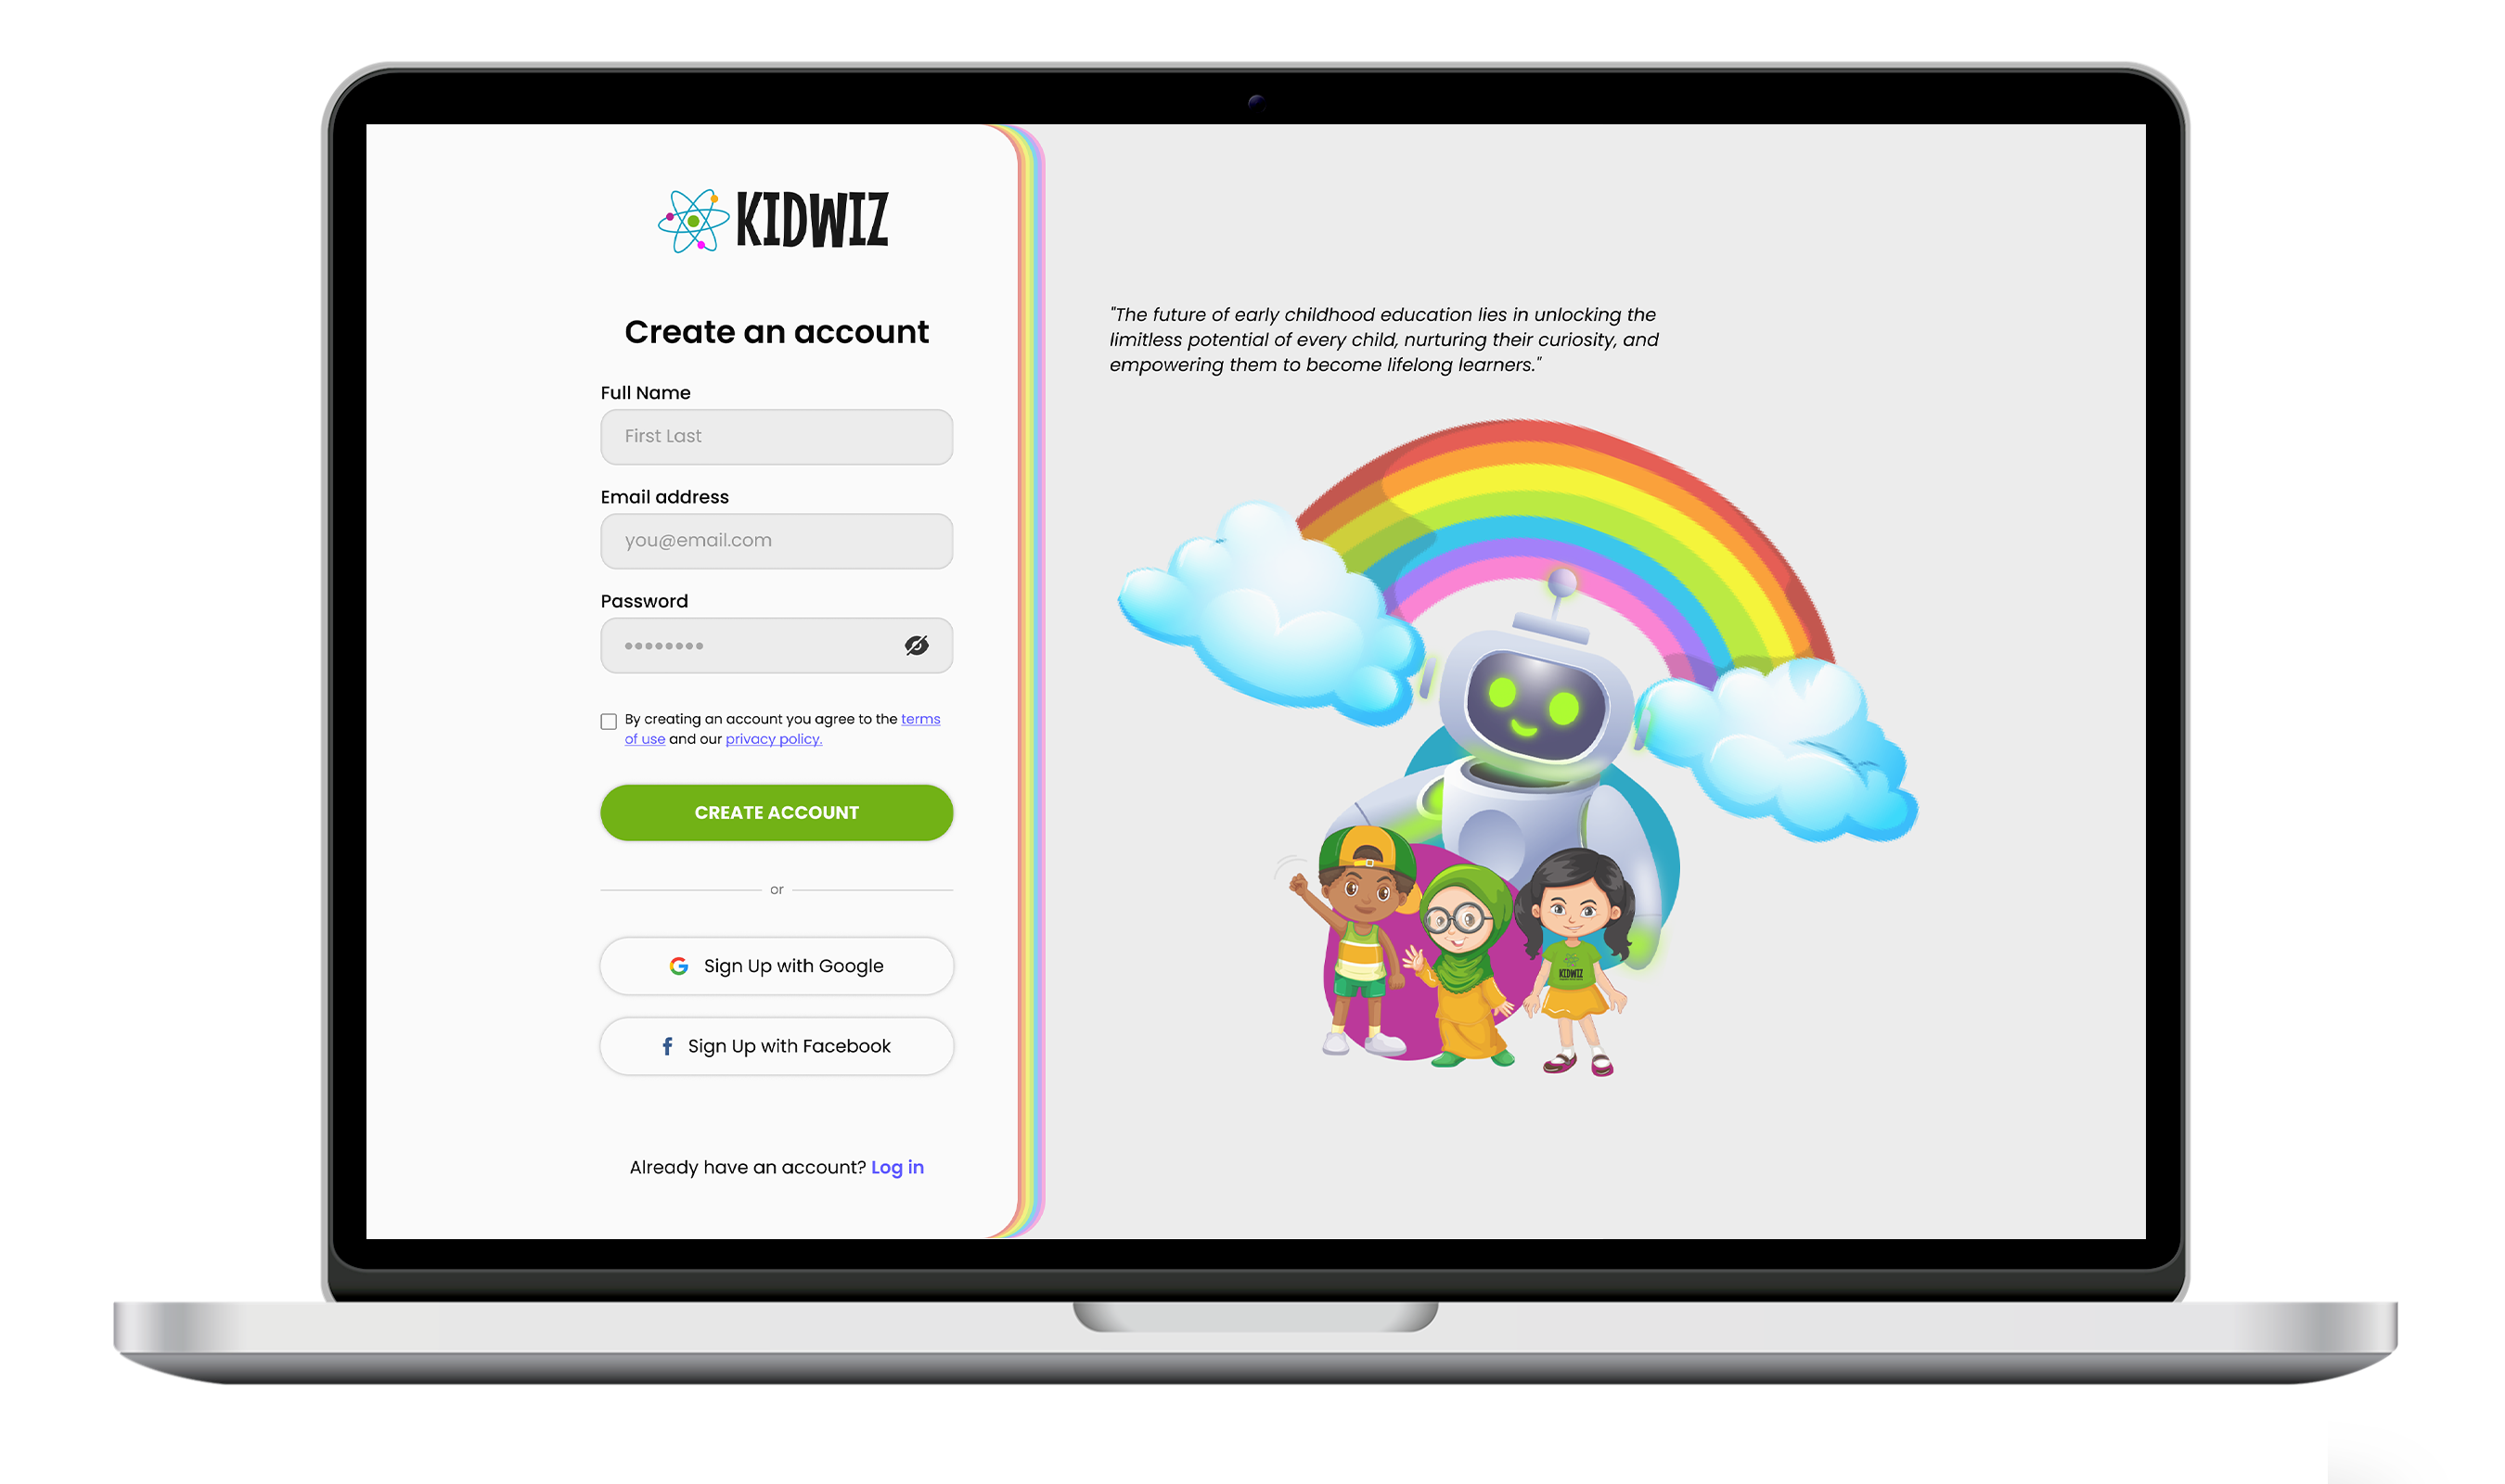 KIDWIZ
Create an account
Full Name
First Last
Email address
you@email.com
Password
By creating an account you agree to the terms
of use and our privacy policy.
CREATE ACCOUNT
or
Sign Up with Google
Sign Up with Facebook
Already have an account? Log in
"The future of early childhood education lies in unlocking the
limitless potential of every child, nurturing their curiosity, and
empowering them to become lifelong learners."
KIDWIZ